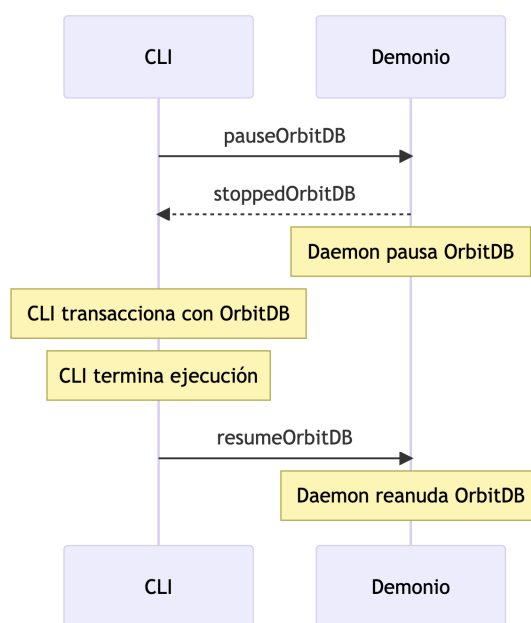 CLI
Demonio
pauseOrbitDB
stoppedOrbitDB
Daemon pausa OrbitDB
CLI transacciona con OrbitDB
CLI termina ejecución
resumeOrbitDB
Daemon reanuda OrbitDB
CLI
Demonio